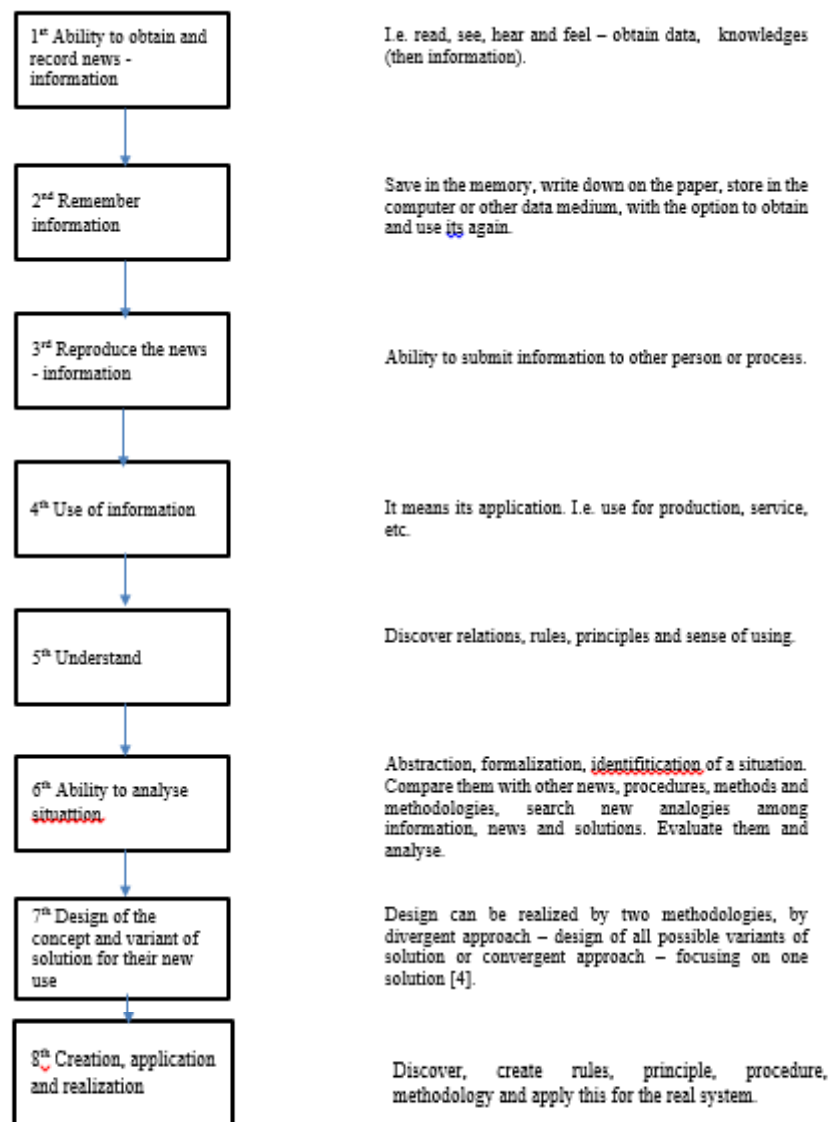 1st Ability to obtain and
record news -
information
I.e. read, see, hear and feel – obtain data, knowledges
(then information).
2nd Remember
information
Save in the memory, write down on the paper, store in the
computer or other data medium, with the option to obtain
and use its again.
3rd Reproduce the news
- information
Ability to submit information to other person or process.
4th Use of information
It means its application. I.e. use for production, service,
etc.
5th Understand
Discover relations, rules, principles and sense of using.
6th Ability to analyse
situattion
Abstraction, formalization, identifitication of a situation.
Compare them with other news, procedures, methods and
methodologies, search new analogies among
information, news and solutions. Evaluate them and
analyse.
7th Design of the
concept and variant of
solution for their new
use
Design can be realized by two methodologies, by
divergent approach – design of all possible variants of
solution or convergent approach – focusing on one
solution [4].
8th Creation, application
and realization
Discover, create rules, principle, procedure,
methodology and apply this for the real system.